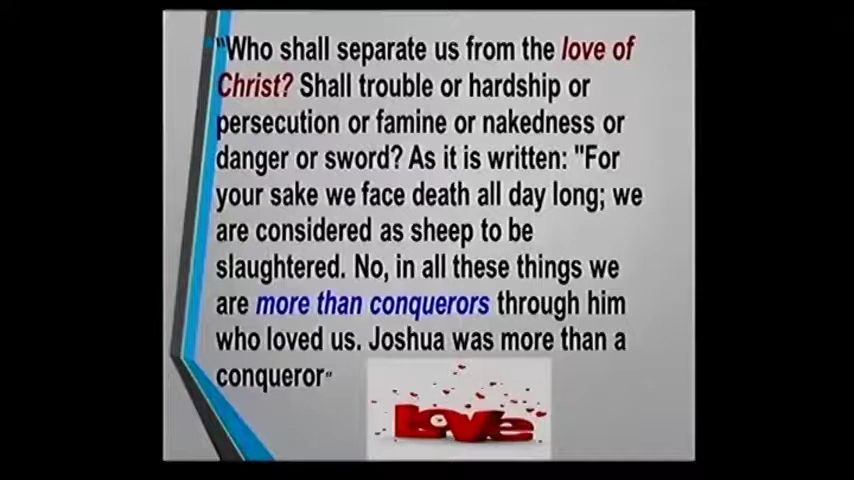 "Who shall separate us from the love of
Christ? Shall trouble or hardship or
persecution or famine or nakedness or
danger or sword? As it is written: "For
your sake we face death all day long; we
are considered as sheep to be
slaughtered. No, in all these things we
are more than conquerors through him
who loved us. Joshua was more than a
conqueror"
love